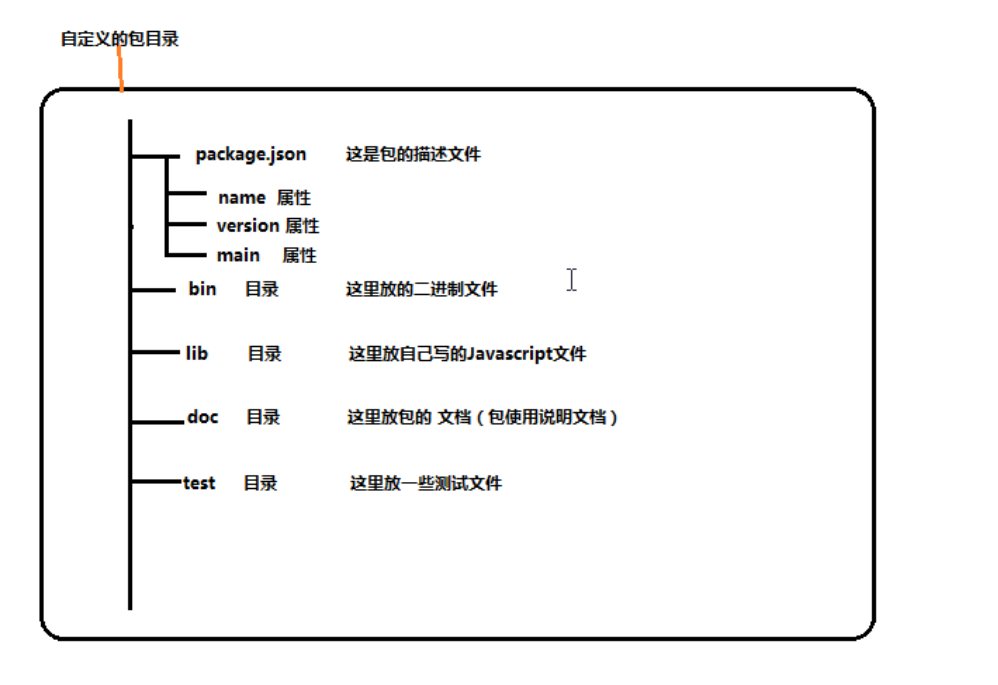 自定义的包目录
package.json 这是包的描述文件
name 属性
version 属性
main 属性
bin 目录 这里放的二进制文件
lib 目录 这里放自己写的Javascript文件
doc 目录 这里放包的 文档（包使用说明文档）
test 目录 这里放一些测试文件